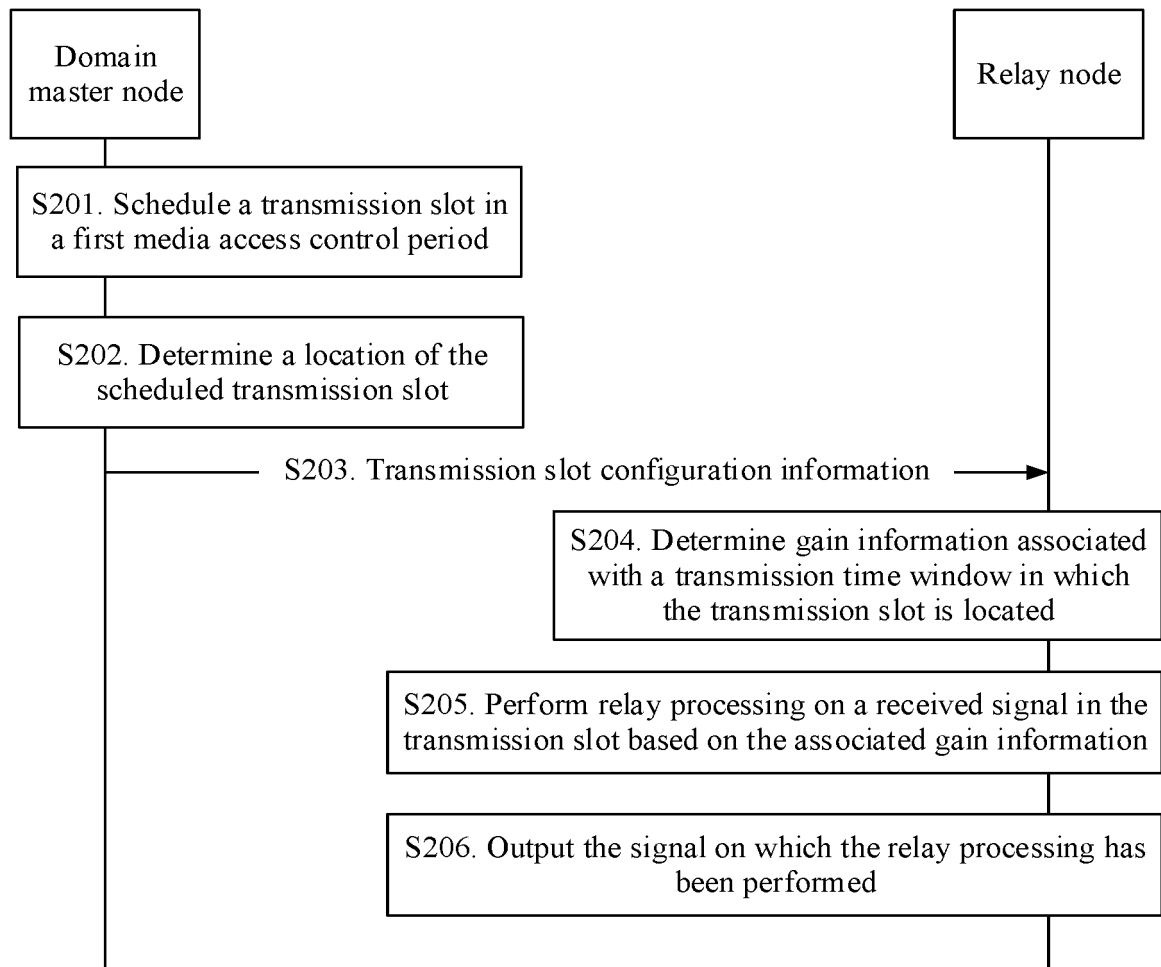 Domain
master node
Relay node
S201. Schedule a transmission slot in
a first media access control period
S202. Determine a location of the
scheduled transmission slot
S203. Transmission slot configuration information
S204. Determine gain information associated
with a transmission time window in which
the transmission slot is located
S205. Perform relay processing on a received signal in the
transmission slot based on the associated gain information
S206. Output the signal on which the relay processing has
been performed